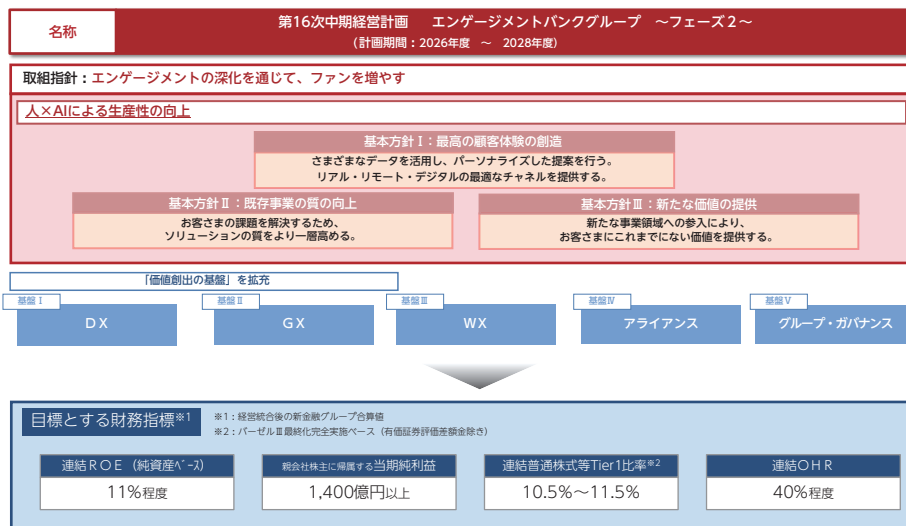 名称
第16次中期経営計画　エンゲージメントバンクグループ　～フェーズ２～
（計画期間：2026年度　～　2028年度）
取組指針：エンゲージメントの深化を通じて、ファンを増やす
人×AIによる生産性の向上
基本方針Ⅰ：最高の顧客体験の創造
さまざまなデータを活用し、パーソナライズした提案を行う。
リアル・リモート・デジタルの最適なチャネルを提供する。
基本方針Ⅱ：既存事業の質の向上
お客さまの課題を解決するため、
ソリューションの質をより一層高める。
基本方針Ⅲ：新たな価値の提供
新たな事業領域への参入により、
お客さまにこれまでにない価値を提供する。
「価値創出の基盤」を拡充
基盤Ⅰ
ＤＸ
基盤Ⅱ
ＧＸ
基盤Ⅲ
ＷＸ
基盤Ⅳ
アライアンス
基盤Ⅴ
グループ・ガバナンス
目標とする財務指標※1
※1：経営統合後の新金融グループ合算値
※2：バーゼルⅢ最終化完全実施ベース（有価証券評価差額金除き）
連結ＲＯＥ（純資産ﾍﾞｰｽ）
11%程度
親会社株主に帰属する当期純利益
1,400億円以上
連結普通株式等Tier1比率※2
10.5%～11.5%
連結ＯＨＲ
40%程度